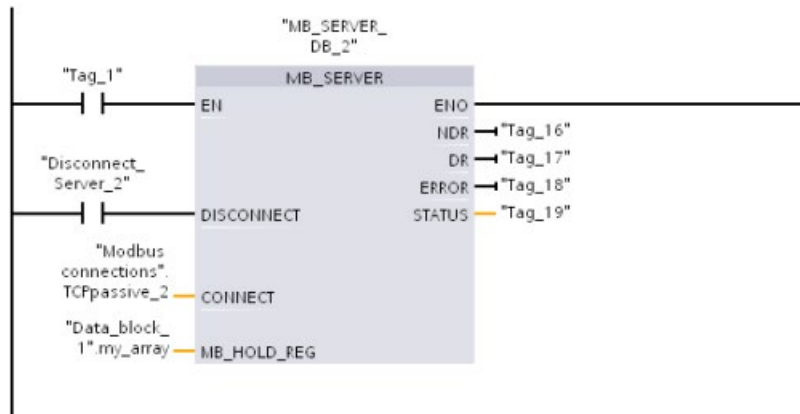 "MB_SERVER_
DB_2"
MB_SERVER
"Tag_1"
EN
ENO
NDR
"Tag_16"
DR
"Tag_17"
ERROR
"Tag_18"
"Disconnect_
Server_2"
DISCONNECT
STATUS
"Tag_19"
"Modbus
connections".
TCPpassive_2
CONNECT
"Data_block_
1".my_array
MB_HOLD_REG